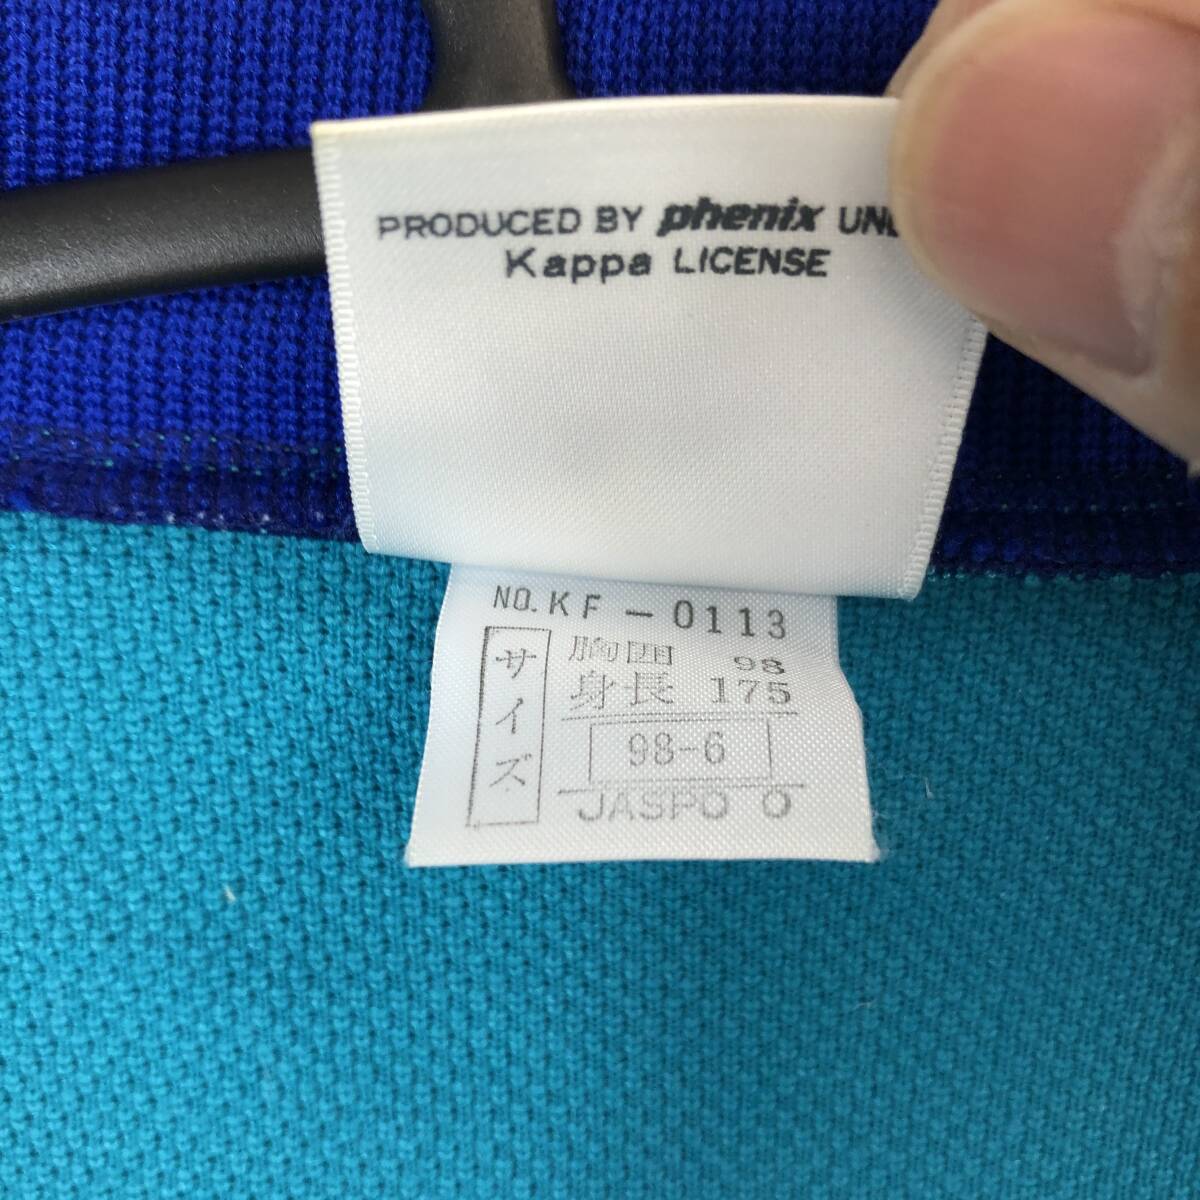 PRODUCED BY phenix
Kappa LICENSE
NO. KF-0113
サイズ
胸囲 98
身長 175
98-6
JASPO O